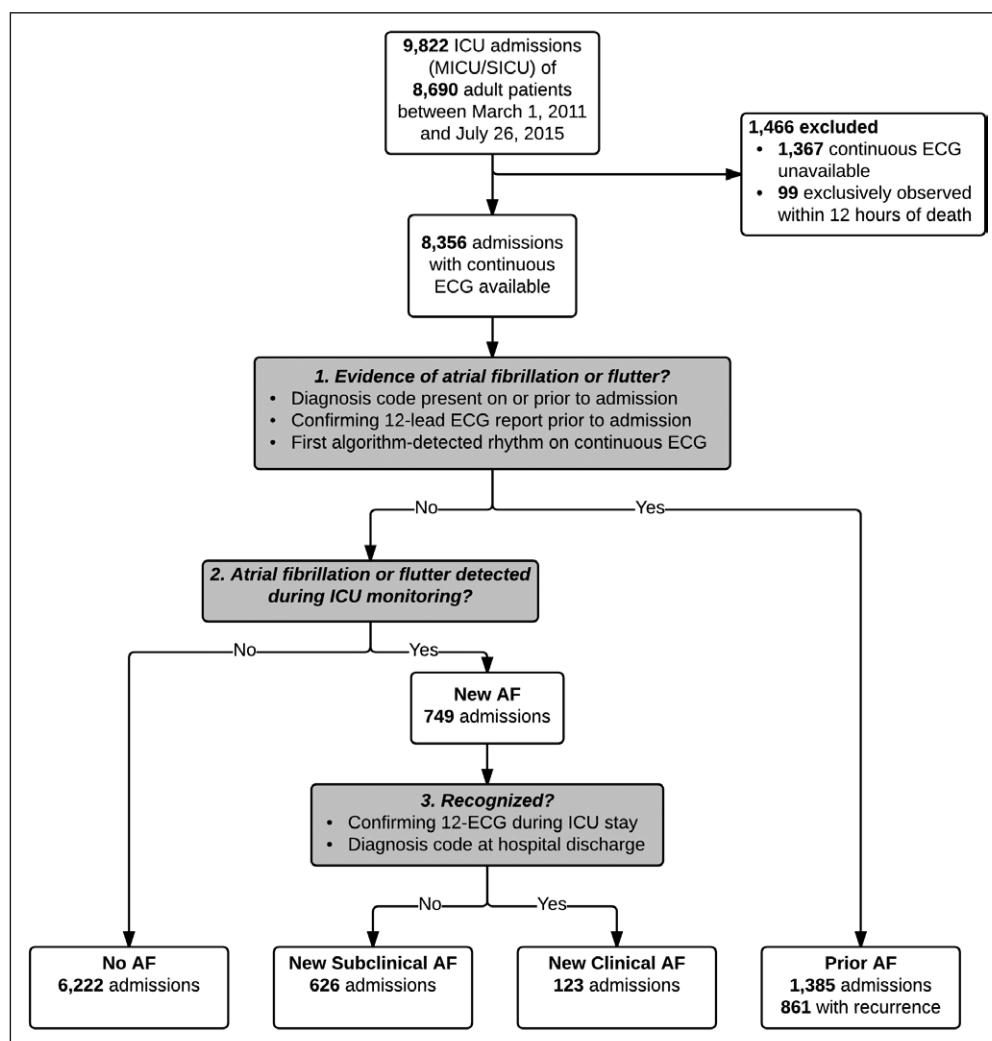 9,822 ICU admissions
(MICU/SICU) of
8,690 adult patients
between March 1, 2011
and July 26, 2015
1,466 excluded
• 1,367 continuous ECG
unavailable
• 99 exclusively observed
within 12 hours of death
8,356 admissions
with continuous
ECG available
1. Evidence of atrial fibrillation or flutter?
• Diagnosis code present on or prior to admission
• Confirming 12-lead ECG report prior to admission
• First algorithm-detected rhythm on continuous ECG
No
Yes
2. Atrial fibrillation or flutter detected
during ICU monitoring?
No
Yes
New AF
749 admissions
3. Recognized?
• Confirming 12-ECG during ICU stay
• Diagnosis code at hospital discharge
No
Yes
No AF
6,222 admissions
New Subclinical AF
626 admissions
New Clinical AF
123 admissions
Prior AF
1,385 admissions
861 with recurrence